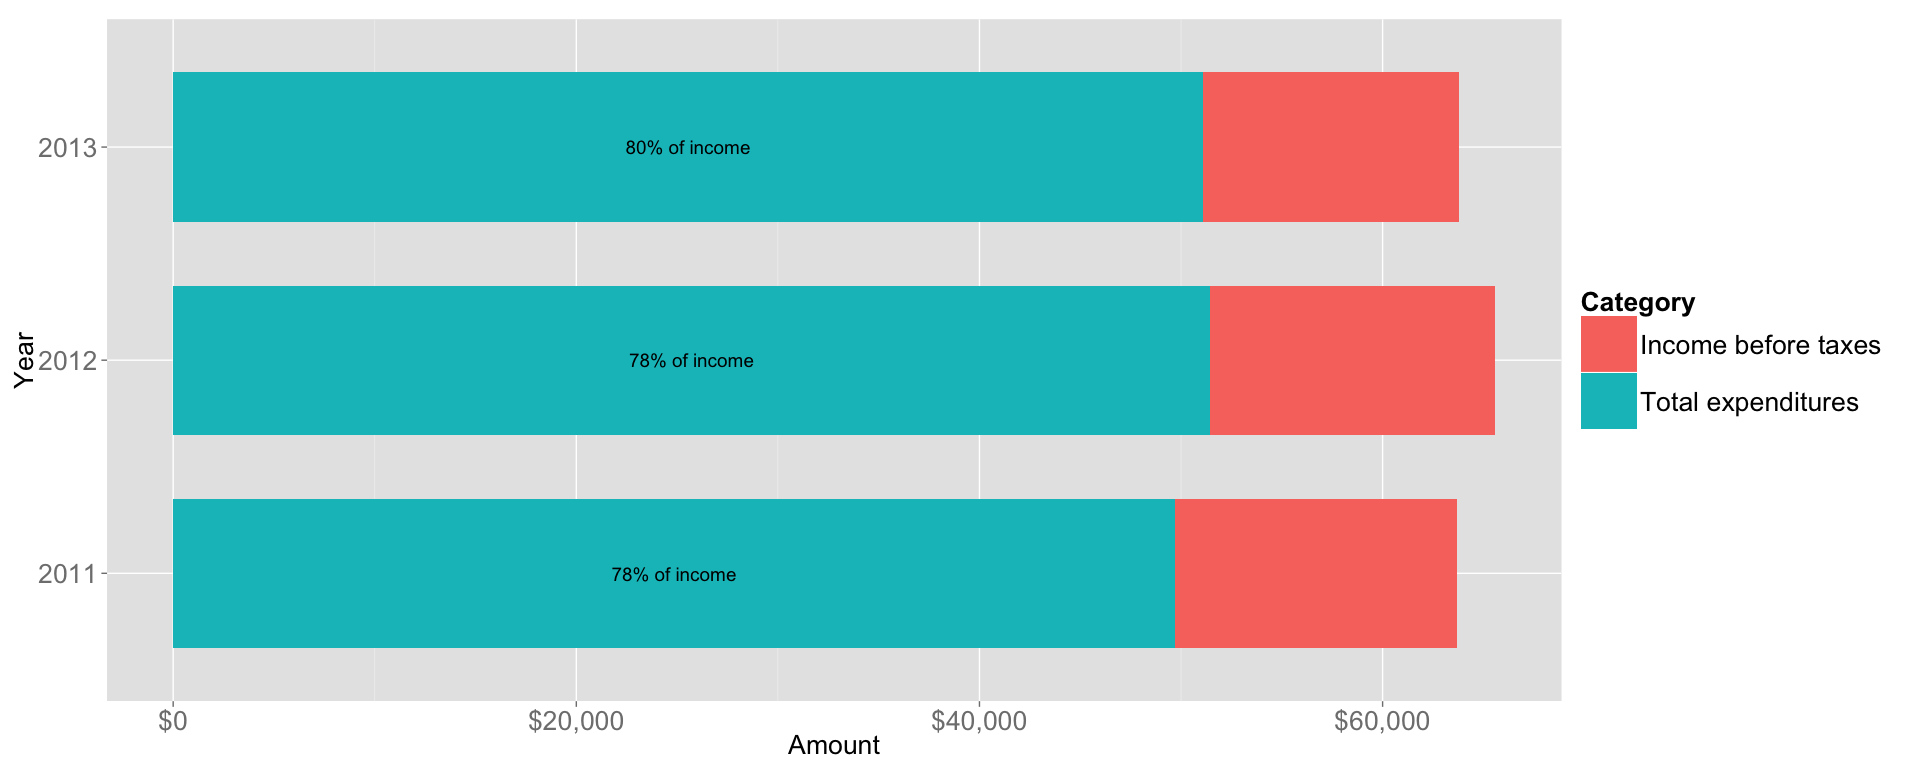 2013
80% of income
Year
2012
78% of income
2011
78% of income
$0
$20,000
$40,000
$60,000
Amount
Category
Income before taxes
Total expenditures